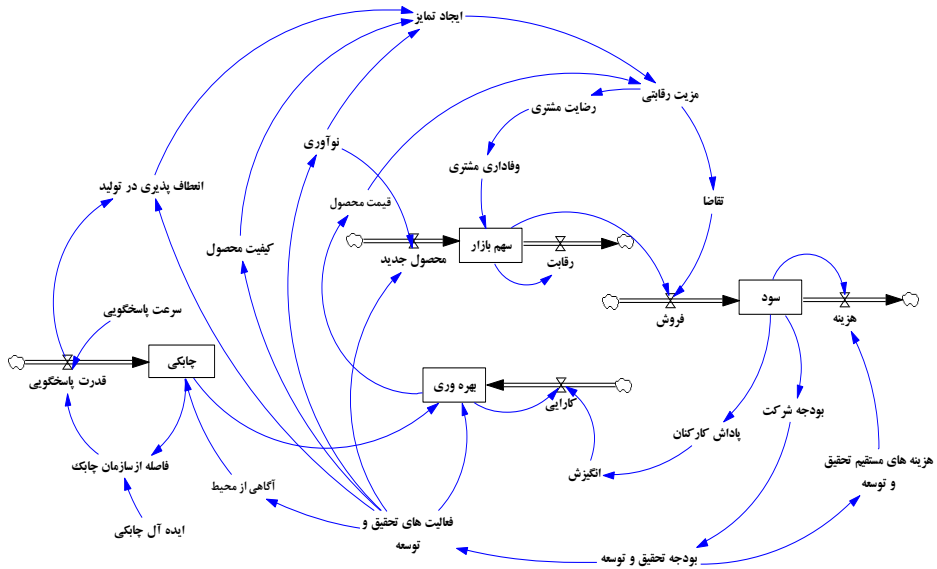 ایجاد تمایز
مزیت رقابتی
رضایت مشتری
نوآوری
وفاداری مشتری
انعطاف پذیری در تولید
قیمت محصول
تقاضا
کیفیت محصول
سهم بازار
محصول جدید
رقابت
سود
سرعت پاسخگویی
فروش
هزینه
چابکی
قدرت پاسخگویی
بهره وری
کارایی
بودجه شرکت
پاداش کارکنان
فاصله ازسازمان چابک
انگیزش
هزینه های مستقیم تحقیق
و توسعه
آگاهی از محیط
ایده آل چابکی
فعالیت های تحقیق و
توسعه
بودجه تحقیق و توسعه